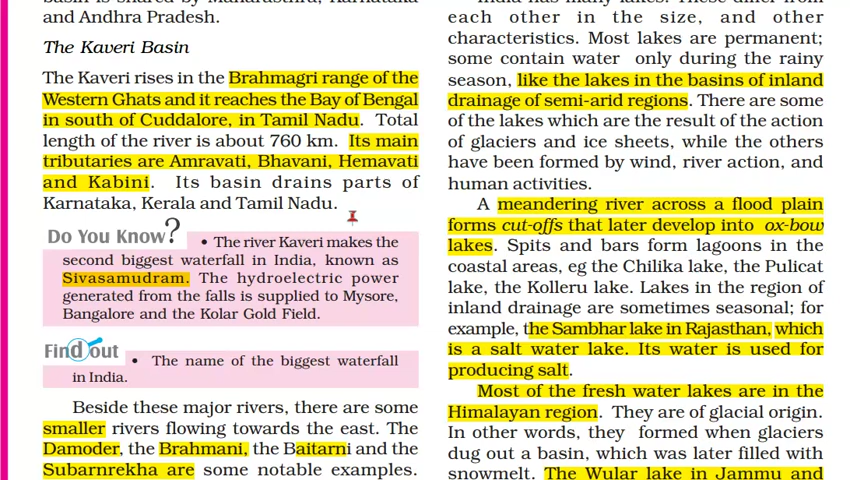 basin is shared by Maharashtra, Karnataka
and Andhra Pradesh.
The Kaveri Basin
The Kaveri rises in the Brahmagri range of the
Western Ghats and it reaches the Bay of Bengal
in south of Cuddalore, in Tamil Nadu. Total
length of the river is about 760 km. Its main
tributaries are Amravati, Bhavani, Hemavati
and Kabini. Its basin drains parts of
Karnataka, Kerala and Tamil Nadu.
Do You Know?
• The river Kaveri makes the
second biggest waterfall in India, known as
Sivasamudram. The hydroelectric power
generated from the falls is supplied to Mysore,
Bangalore and the Kolar Gold Field.
Find out
• The name of the biggest waterfall
in India.
Beside these major rivers, there are some
smaller rivers flowing towards the east. The
Damoder, the Brahmani, the Baitarni and the
Subarnrekha are some notable examples.
India has many lakes. These differ from
each other in the size, and other
characteristics. Most lakes are permanent;
some contain water only during the rainy
season, like the lakes in the basins of inland
drainage of semi-arid regions. There are some
of the lakes which are the result of the action
of glaciers and ice sheets, while the others
have been formed by wind, river action, and
human activities.
A meandering river across a flood plain
forms cut-offs that later develop into ox-bow
lakes. Spits and bars form lagoons in the
coastal areas, eg the Chilika lake, the Pulicat
lake, the Kolleru lake. Lakes in the region of
inland drainage are sometimes seasonal; for
example, the Sambhar lake in Rajasthan, which
is a salt water lake. Its water is used for
producing salt.
Most of the fresh water lakes are in the
Himalayan region. They are of glacial origin.
In other words, they formed when glaciers
dug out a basin, which was later filled with
snowmelt. The Wular lake in Jammu and